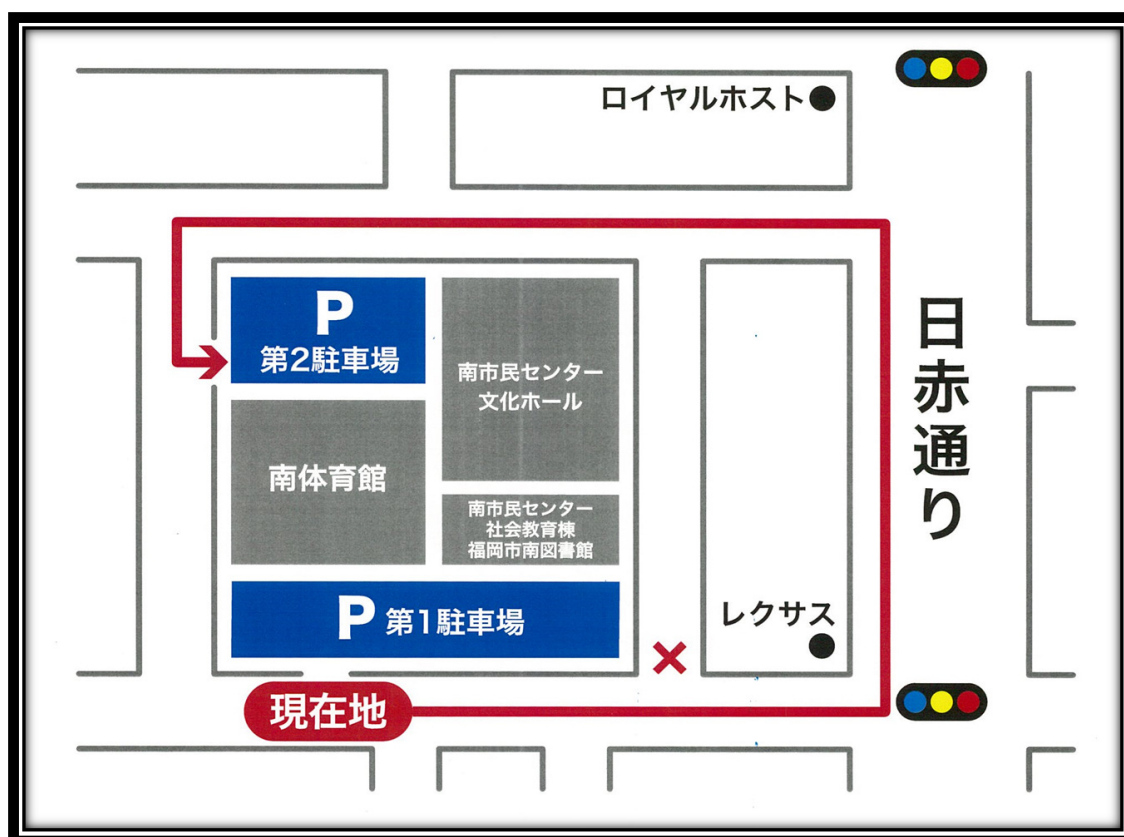 ロイヤルホスト
P
第2駐車場
南市民センター
文化ホール
日赤通り
南体育館
南市民センター
社会教育棟
福岡市南図書館
P 第1駐車場
レクサス
現在地